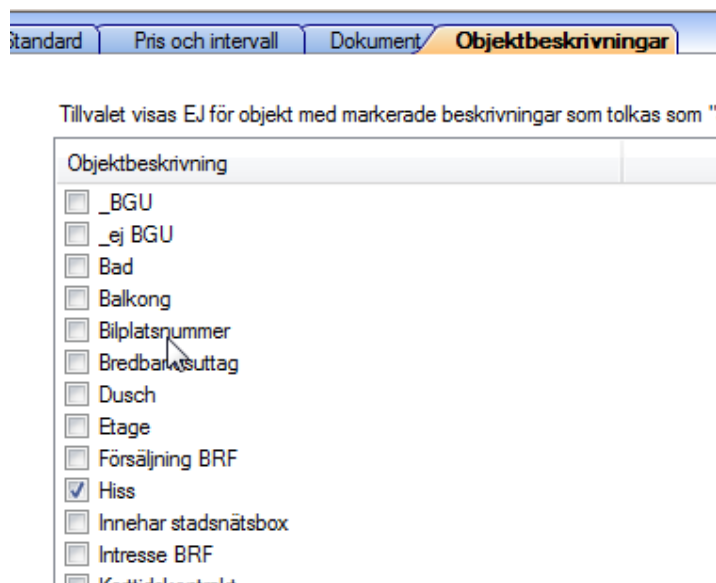 Standard Pris och intervall Dokument Objektbeskrivningar
Tillvalet visas EJ för objekt med markerade beskrivningar som tolkas som "
Objektbeskrivning
_BGU
_ej BGU
Bad
Balkong
Bilplatsnummer
Bredbandsuttag
Dusch
Etage
Försäljning BRF
Hiss
Innehar stadsnätsbox
Intresse BRF